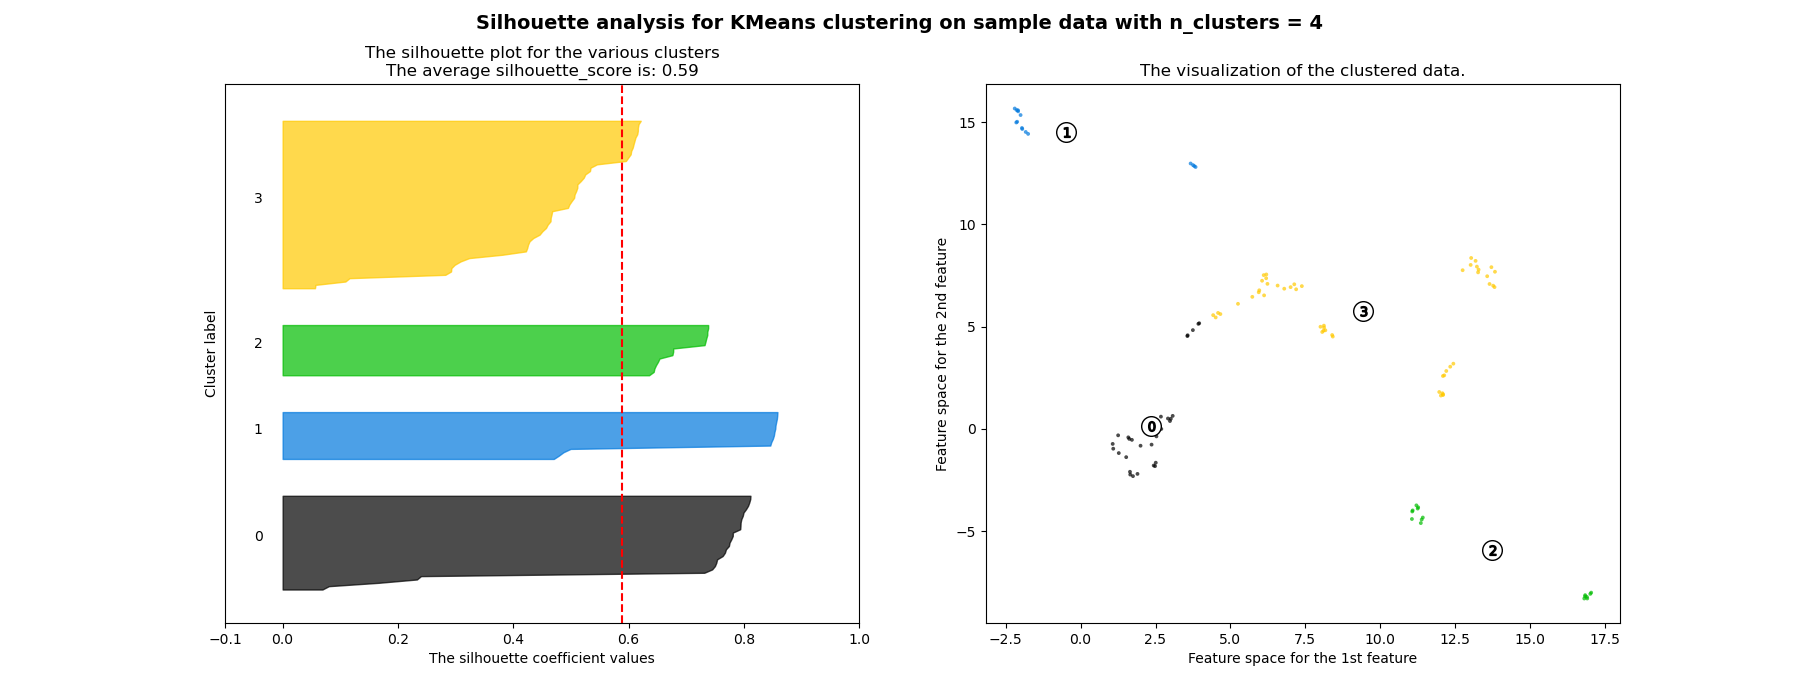 Silhouette analysis for KMeans clustering on sample data with n_clusters = 4
The silhouette plot for the various clusters
The average silhouette_score is: 0.59
3
2
1
0
Cluster label
−0.1 0.0 0.2 0.4 0.6 0.8 1.0
The silhouette coefficient values
The visualization of the clustered data.
15
10
5
0
−5
Feature space for the 2nd feature
1
3
0
2
−2.5 0.0 2.5 5.0 7.5 10.0 12.5 15.0 17.5
Feature space for the 1st feature